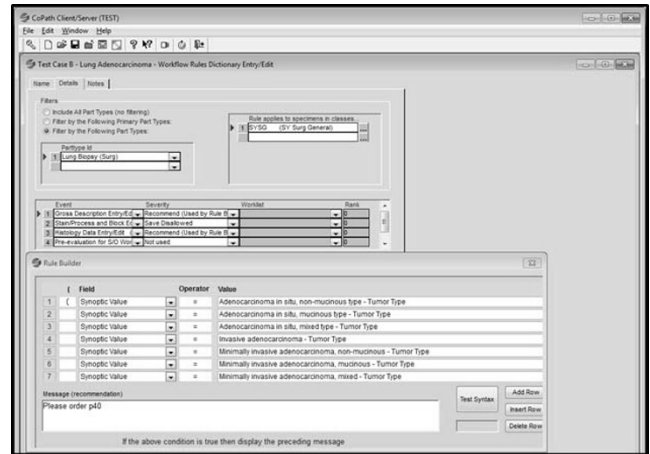 CoPath Client/Server (TEST)
File Edit Window Help
Test Case B - Lung Adenocarcinoma - Workflow Rules Dictionary Entry/Edit
Name Details Notes
Filters
Include All Part Types (no filtering)
Filter by the Following Primary Part Types:
Filter by the Following Part Types:
Rule applies to specimens in classes...
1 SYSG (SY Surg General)
Parttype Id
1 Lung Biopsy (Surg)
Event Severity Worklist Rank
1 Gross Description Entry/Ed Recommend (Used by Rule B 0
2 Stain/Process and Block E Save Disallowed 0
3 Histology Data Entry/Edit ( Recommend (Used by Rule B 0
4 Pre-evaluation for S/O Wor Not used 0
Rule Builder
( Field Operator Value
1 ( Synoptic Value = Adenocarcinoma in situ, non-mucinous type - Tumor Type
2 Synoptic Value = Adenocarcinoma in situ, mucinous type - Tumor Type
3 Synoptic Value = Adenocarcinoma in situ, mixed type - Tumor Type
4 Synoptic Value = Invasive adenocarcinoma - Tumor Type
5 Synoptic Value = Minimally invasive adenocarcinoma, non-mucinous - Tumor Type
6 Synoptic Value = Minimally invasive adenocarcinoma, mucinous - Tumor Type
7 Synoptic Value = Minimally invasive adenocarcinoma, mixed - Tumor Type
Message (recommendation)
Please order p40
Test Syntax
Add Row
Insert Row
Delete Row
If the above condition is true then display the preceding message